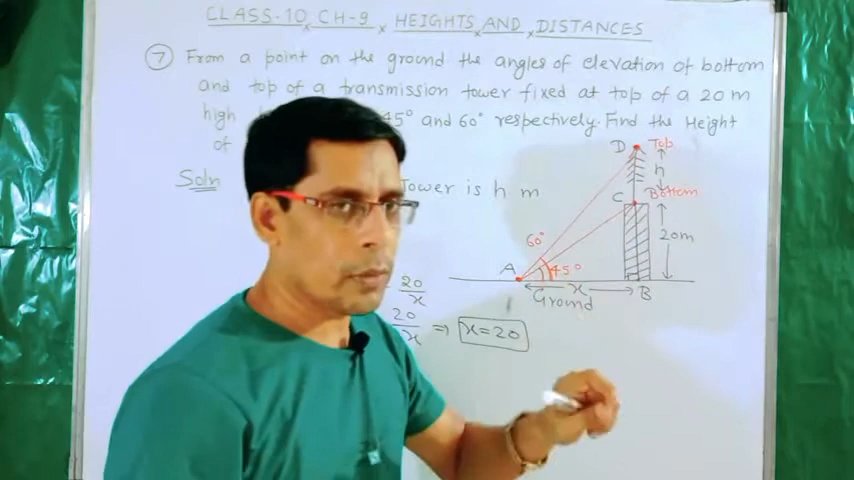 CLASS-10 CH-9 HEIGHTS AND DISTANCES
7 From a point on the ground the angles of elevation of bottom
and top of a transmission tower fixed at top of a 20 m
high 45° and 60° respectively. Find the Height
of
Soln Tower is h m
D Top
h
C Bottom
20m
60°
A 45°
x B
Ground
20/x
20/x ⇒ x=20